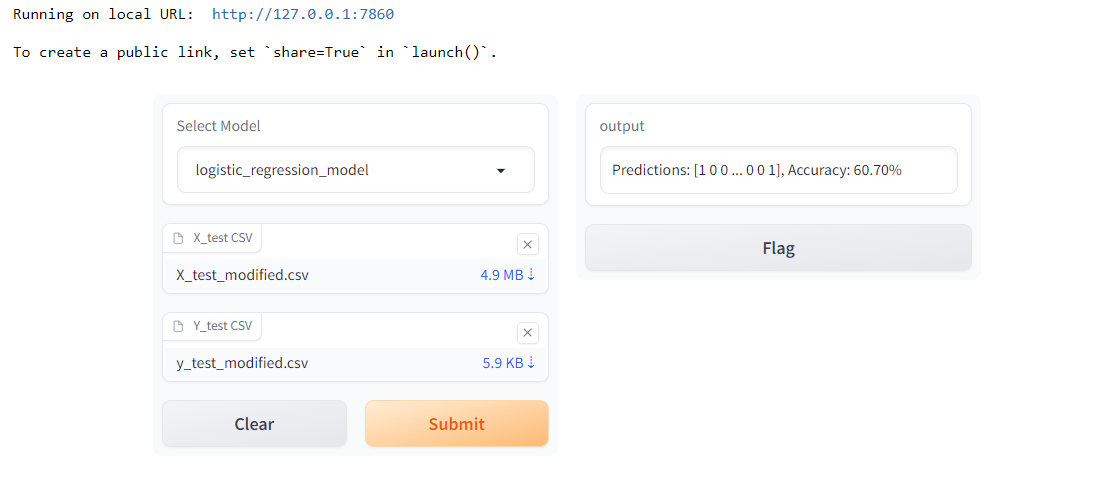 Running on local URL:  http://127.0.0.1:7860
To create a public link, set `share=True` in `launch()`.
Select Model
logistic_regression_model
X_test CSV
X_test_modified.csv
4.9 MB ⇣
Y_test CSV
y_test_modified.csv
5.9 KB ⇣
Clear
Submit
output
Predictions: [1 0 0 ... 0 0 1], Accuracy: 60.70%
Flag